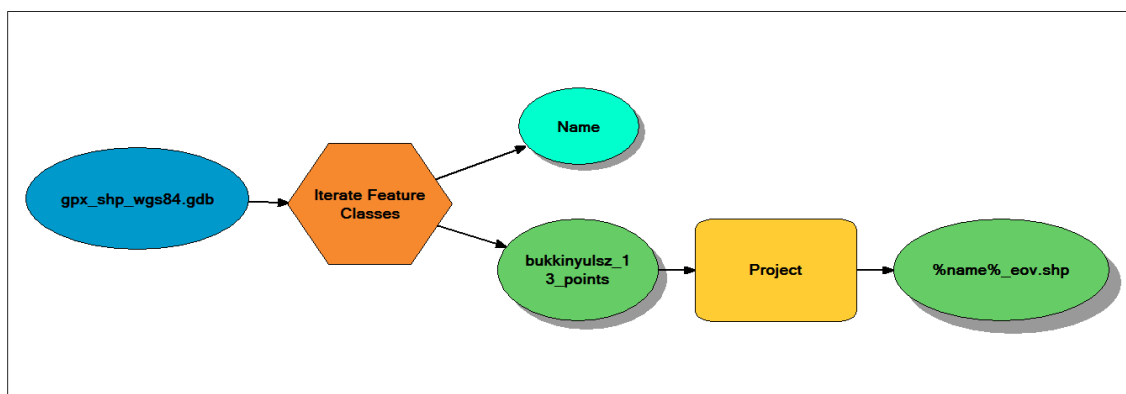 gpx_shp_wgs84.gdb
Iterate Feature
Classes
Name
bukkinyulsz_1
3_points
Project
%name%_eov.shp